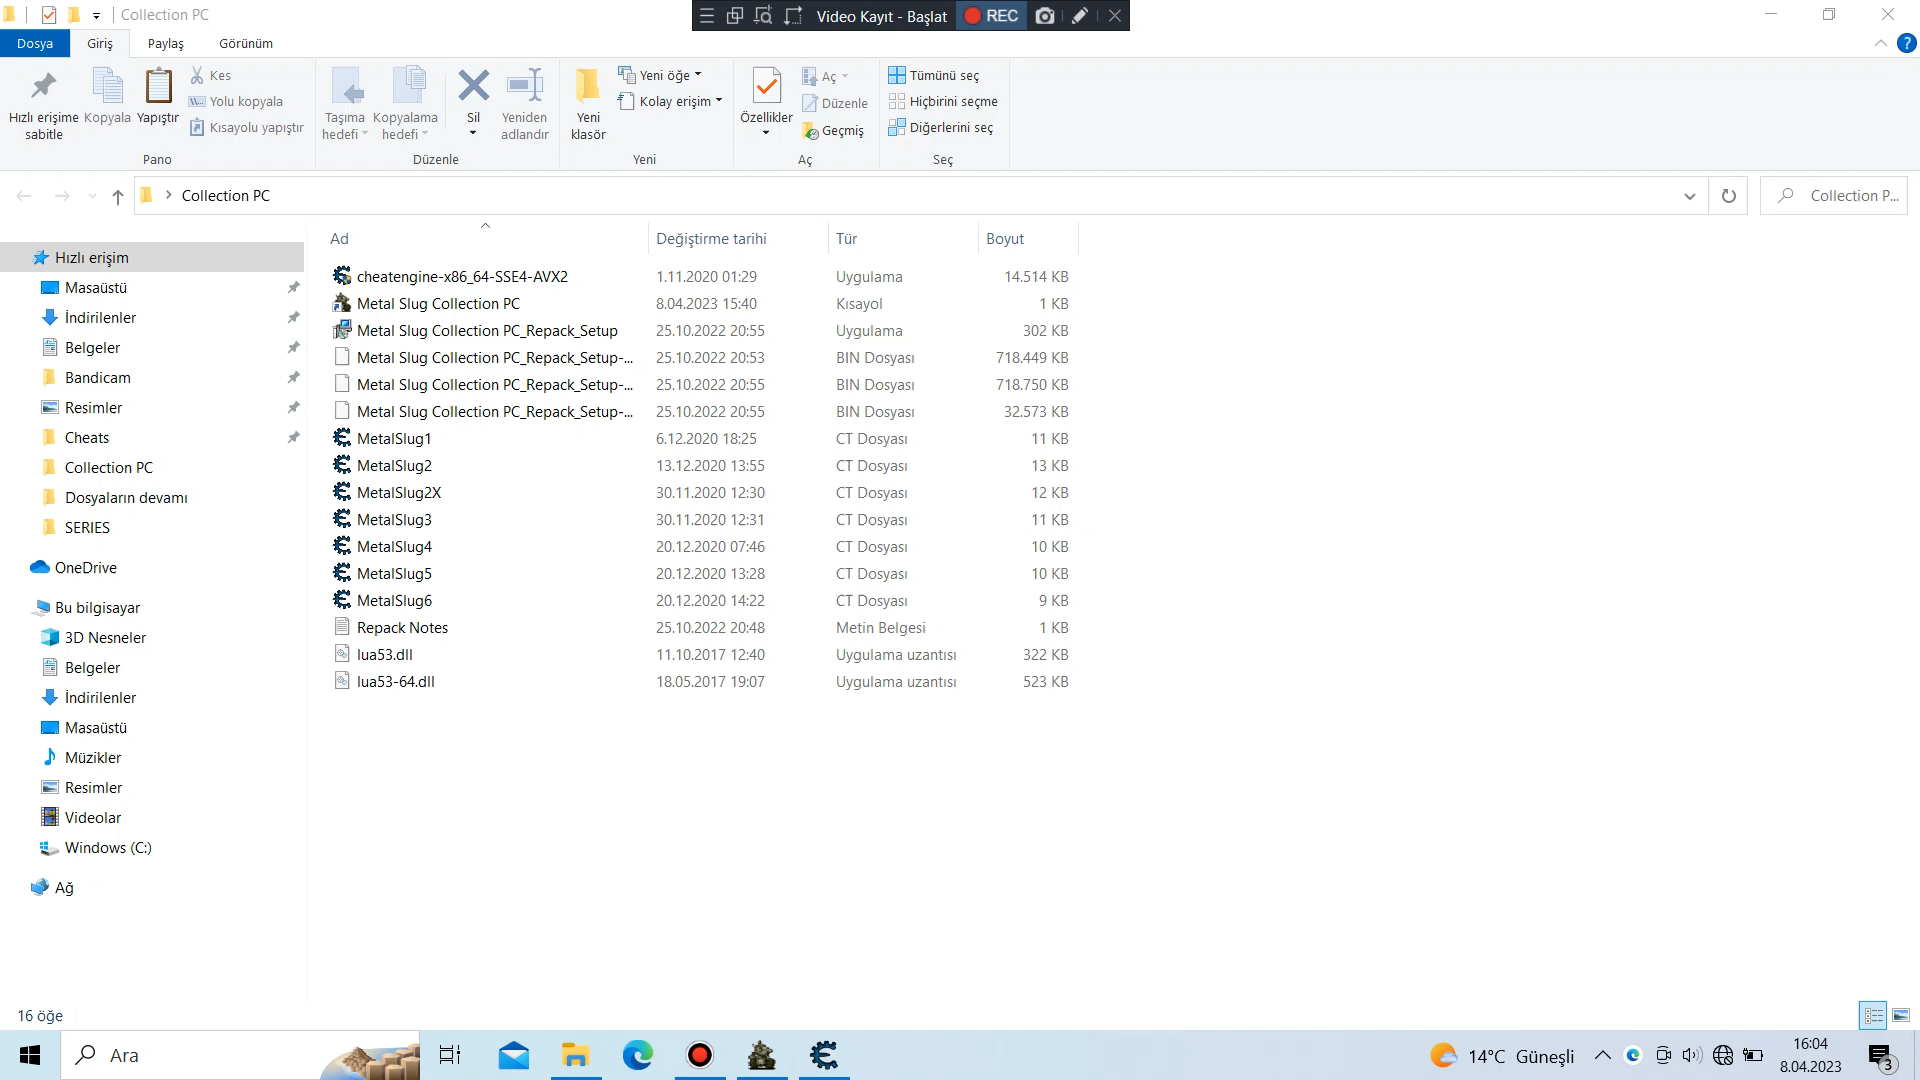 Collection PC
Video Kayıt - Başlat
REC
Dosya
Giriş
Paylaş
Görünüm
?
Hızlı erişime
sabitle
Kopyala
Yapıştır
Kes
Yolu kopyala
Kısayolu yapıştır
Taşıma
hedefi
Kopyalama
hedefi
Sil
Yeniden
adlandır
Yeni
klasör
Yeni öğe
Kolay erişim
Özellikler
Aç
Düzenle
Geçmiş
Tümünü seç
Hiçbirini seçme
Diğerlerini seç
Pano
Düzenle
Yeni
Aç
Seç
Collection PC
Collection P...
Ad
Değiştirme tarihi
Tür
Boyut
Hızlı erişim
Masaüstü
İndirilenler
Belgeler
Bandicam
Resimler
Cheats
Collection PC
Dosyaların devamı
SERIES
OneDrive
Bu bilgisayar
3D Nesneler
Belgeler
İndirilenler
Masaüstü
Müzikler
Resimler
Videolar
Windows (C:)
Ağ
cheatengine-x86_64-SSE4-AVX2 1.11.2020 01:29 Uygulama 14.514 KB
Metal Slug Collection PC 8.04.2023 15:40 Kısayol 1 KB
Metal Slug Collection PC_Repack_Setup 25.10.2022 20:55 Uygulama 302 KB
Metal Slug Collection PC_Repack_Setup-... 25.10.2022 20:53 BIN Dosyası 718.449 KB
Metal Slug Collection PC_Repack_Setup-... 25.10.2022 20:55 BIN Dosyası 718.750 KB
Metal Slug Collection PC_Repack_Setup-... 25.10.2022 20:55 BIN Dosyası 32.573 KB
MetalSlug1 6.12.2020 18:25 CT Dosyası 11 KB
MetalSlug2 13.12.2020 13:55 CT Dosyası 13 KB
MetalSlug2X 30.11.2020 12:30 CT Dosyası 12 KB
MetalSlug3 30.11.2020 12:31 CT Dosyası 11 KB
MetalSlug4 20.12.2020 07:46 CT Dosyası 10 KB
MetalSlug5 20.12.2020 13:28 CT Dosyası 10 KB
MetalSlug6 20.12.2020 14:22 CT Dosyası 9 KB
Repack Notes 25.10.2022 20:48 Metin Belgesi 1 KB
lua53.dll 11.10.2017 12:40 Uygulama uzantısı 322 KB
lua53-64.dll 18.05.2017 19:07 Uygulama uzantısı 523 KB
16 öğe
Ara
14°C Güneşli
16:04
8.04.2023
3